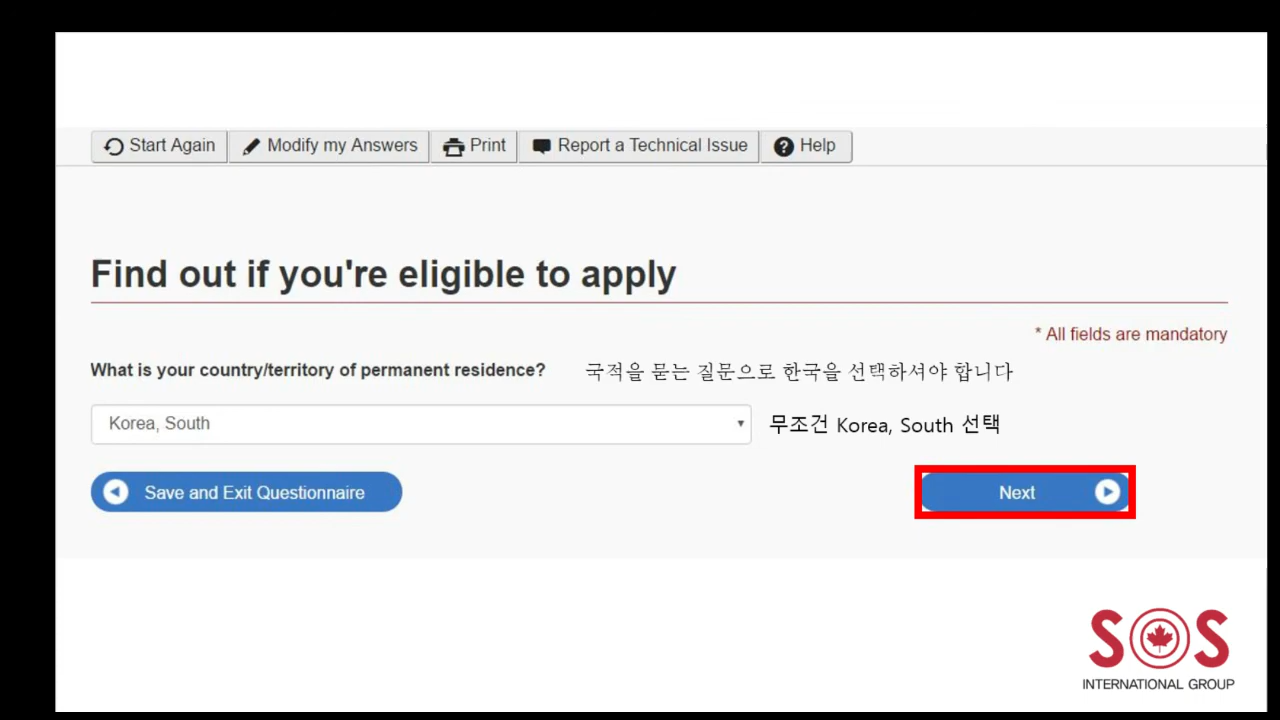 Start Again Modify my Answers Print Report a Technical Issue Help
Find out if you're eligible to apply
* All fields are mandatory
What is your country/territory of permanent residence? 국적을 묻는 질문으로 한국을 선택하셔야 합니다
Korea, South 무조건 Korea, South 선택
Save and Exit Questionnaire Next
SOS
INTERNATIONAL GROUP